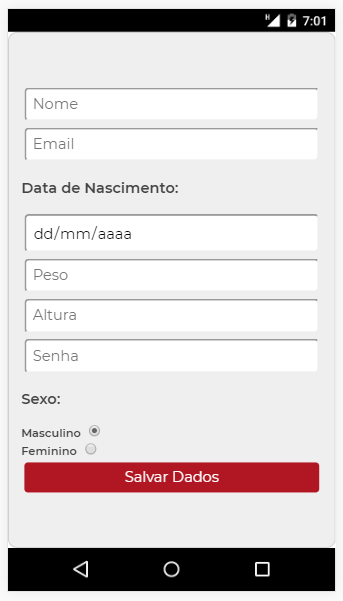 H 7:01
Nome
Email
Data de Nascimento:
dd/mm/aaaa
Peso
Altura
Senha
Sexo:
Masculino
Feminino
Salvar Dados